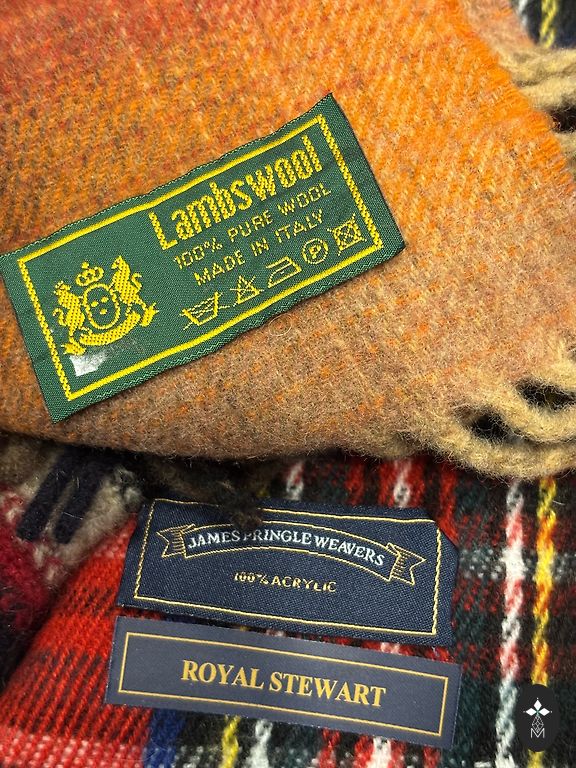 Lambswool
100% PURE WOOL
MADE IN ITALY
P
JAMES PRINGLE WEAVERS
100% ACRYLIC
ROYAL STEWART
M